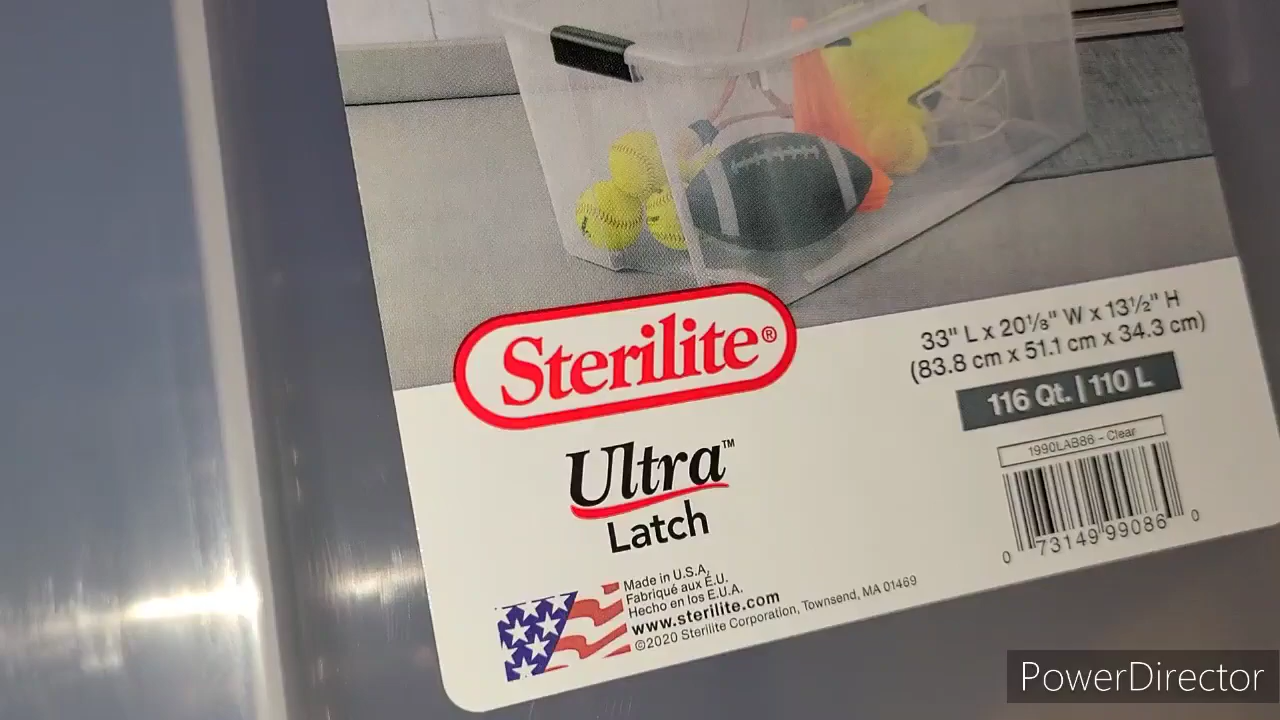 Sterilite®
Ultra™
Latch
33" L x 20⅛" W x 13½" H
(83.8 cm x 51.1 cm x 34.3 cm)
116 Qt. | 110 L
1990LAB86 - Clear
0 73149 99086 0
Made in U.S.A.
Fabriqué aux É.U.
Hecho en los E.U.A.
www.sterilite.com
©2020 Sterilite Corporation, Townsend, MA 01469
PowerDirector